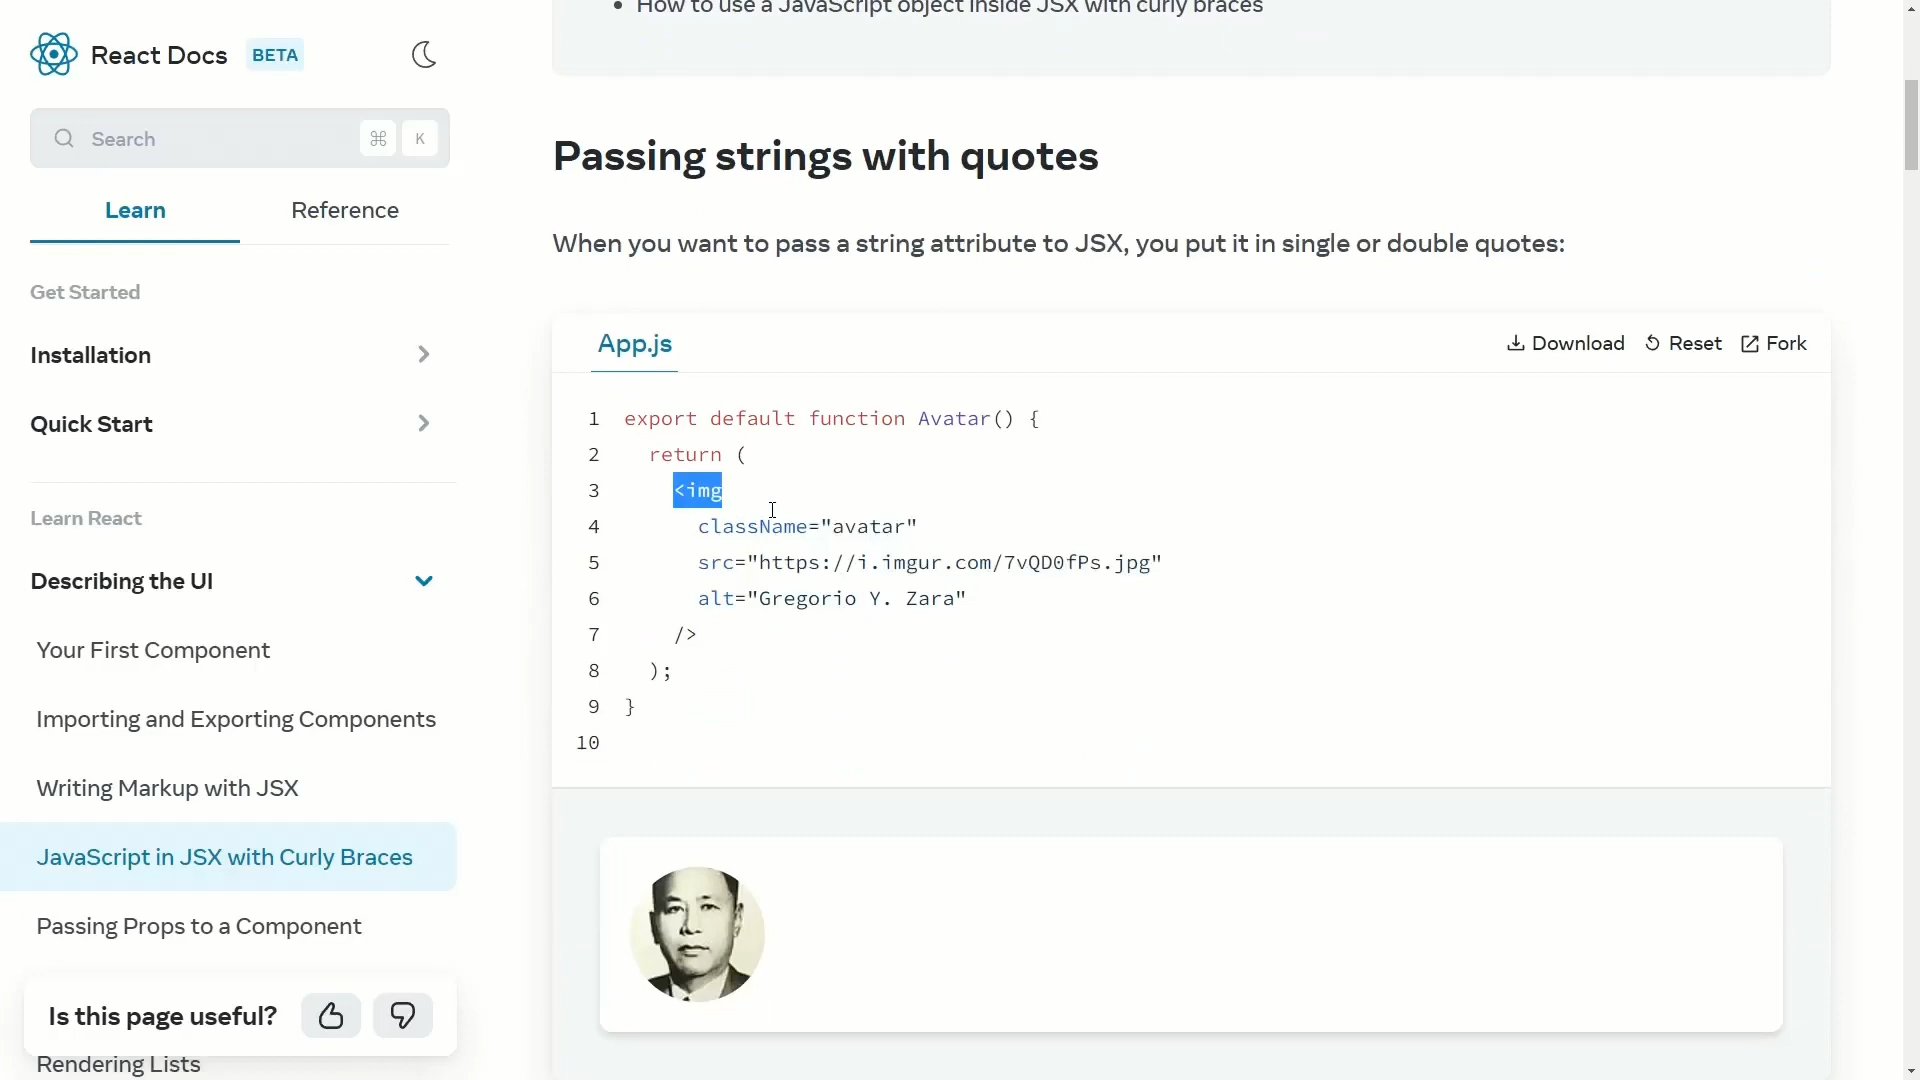 How to use a JavaScript object inside JSX with curly braces
React Docs BETA
Search ⌘ K
Learn Reference
Get Started
Installation
Quick Start
Learn React
Describing the UI
Your First Component
Importing and Exporting Components
Writing Markup with JSX
JavaScript in JSX with Curly Braces
Passing Props to a Component
Is this page useful?
Rendering Lists
Passing strings with quotes
When you want to pass a string attribute to JSX, you put it in single or double quotes:
App.js Download Reset Fork
1 export default function Avatar() {
2 return (
3 <img
4 className="avatar"
5 src="https://i.imgur.com/7vQD0fPs.jpg"
6 alt="Gregorio Y. Zara"
7 />
8 );
9 }
10